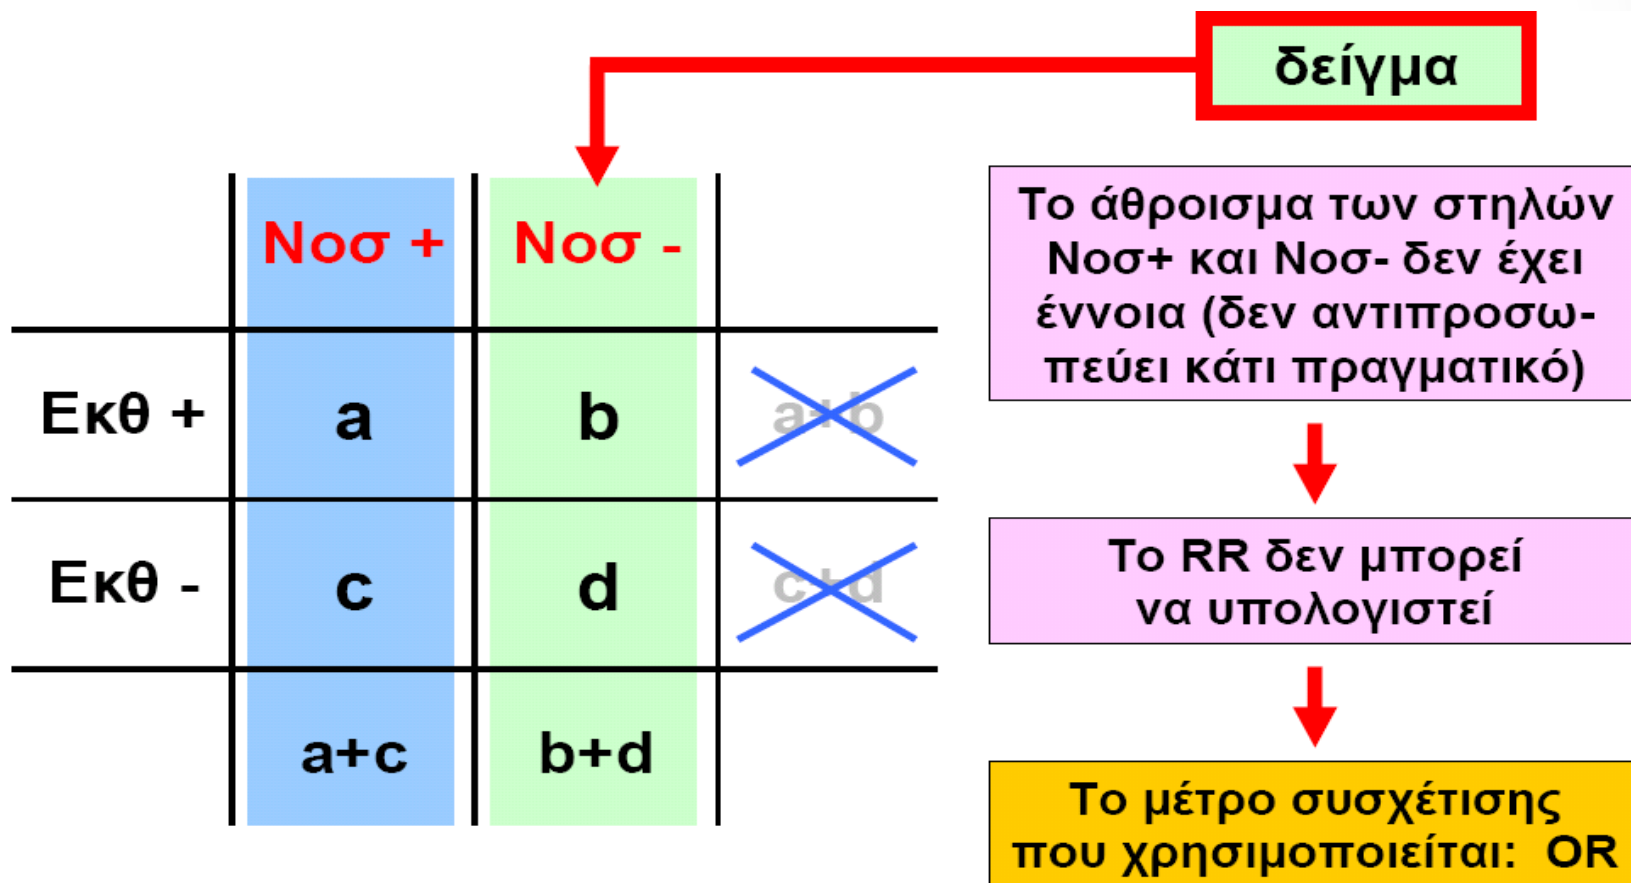 δείγμα
Νοσ + Νοσ -
Εκθ + a b a+b
Εκθ - c d c+d
a+c b+d
Το άθροισμα των στηλών
Νοσ+ και Νοσ- δεν έχει
έννοια (δεν αντιπροσω-
πεύει κάτι πραγματικό)
Το RR δεν μπορεί
να υπολογιστεί
Το μέτρο συσχέτισης
που χρησιμοποιείται: OR